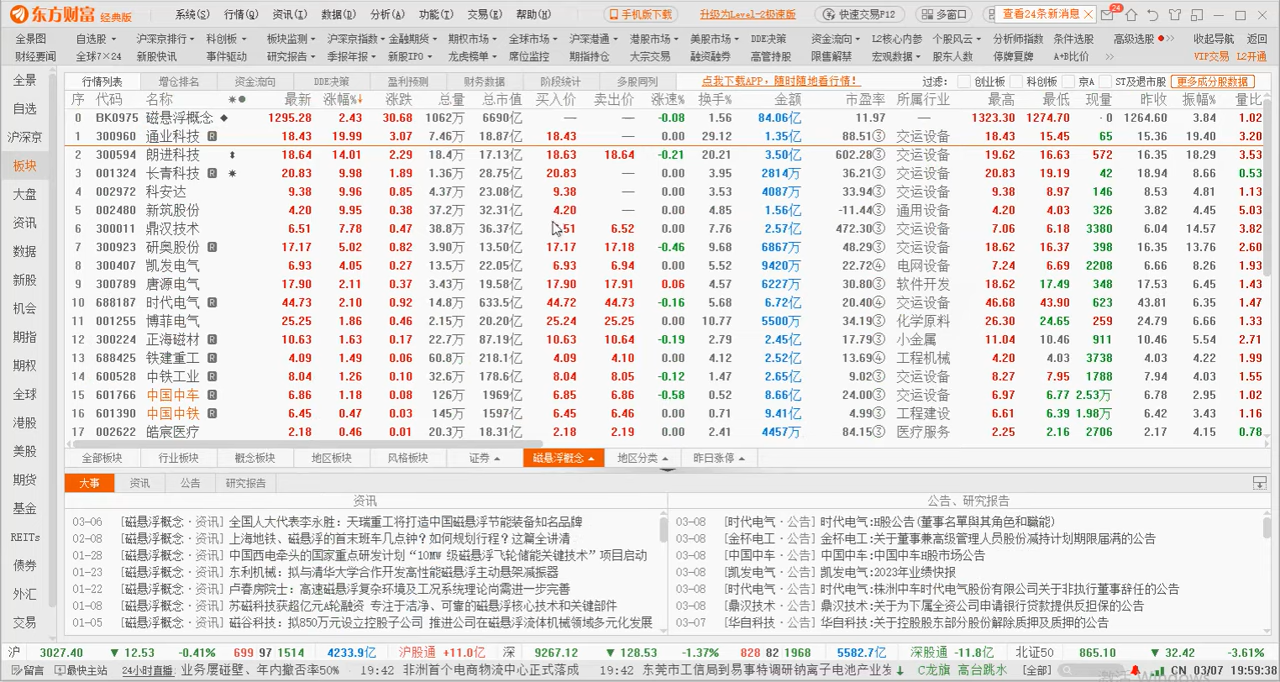 东方财富 经典版 系统(S) 行情(Q) 资讯(I) 数据(D) 分析(A) 功能(T) 交易(E) 帮助(H) 手机版下载 升级为Level-2极速版 快速交易F12 多窗口 查看24条新消息 24
全景图 自选股 沪深京排行 科创板 板块监测 沪深京指数 金融期货 期权市场 全球市场 沪深港通 港股市场 美股市场 DDE决策 资金流向 L2核心内参 个股风云 分析师指数 条件选股 高级选股 收起导航 返回
财经要闻 全球7×24 新股快讯 事件驱动 研究报告 季报年报 新股IPO 龙虎榜单 席位监控 期指持仓 大宗交易 融资融券 高管持股 限售解禁 宏观数据 股东人数 停牌复牌 A+B比价 VIP交易 L2开通
全景 自选 沪深京 板块 大盘 资讯 数据 新股 机会 期指 期权 全球 港股 美股 期货 基金 REITs 债券 外汇 交易
行情列表 增仓排名 资金流向 DDE决策 盈利预测 财务数据 阶段统计 多股同列 点我下载APP，随时随地看行情! 过滤: 创业板 科创板 京A ST及退市股 更多成分股数据
序 代码 名称 最新 涨幅% 涨跌 总量 总市值 买入价 卖出价 涨速% 换手% 金额 市盈率 所属行业 最高 最低 现量 昨收 振幅% 量比
0 BK0975 磁悬浮概念 1295.28 2.43 30.68 1062万 6690亿 — — -0.08 1.56 84.06亿 11.97 — 1323.30 1274.70 0 1264.60 3.84 1.02
1 300960 通业科技 R 18.43 19.99 3.07 7.46万 18.87亿 18.43 — 0.00 29.12 1.35亿 88.51③ 交运设备 18.43 15.45 65 15.36 19.40 3.20
2 300594 朗进科技 18.64 14.01 2.29 18.4万 17.13亿 18.63 18.64 -0.21 20.21 3.50亿 602.28③ 交运设备 19.62 16.63 572 16.35 18.29 3.53
3 001324 长青科技 R 20.83 9.98 1.89 1.36万 28.75亿 20.83 — 0.00 3.95 2814万 36.21③ 交运设备 20.83 19.19 42 18.94 8.66 0.53
4 002972 科安达 9.38 9.96 0.85 4.37万 23.08亿 9.38 — 0.00 3.53 4087万 33.94③ 交运设备 9.38 8.97 146 8.53 4.81 1.13
5 002480 新筑股份 4.20 9.95 0.38 37.2万 32.31亿 4.20 — 0.00 4.85 1.56亿 -11.44③ 通用设备 4.20 4.03 326 3.82 4.45 5.03
6 300011 鼎汉技术 6.51 7.78 0.47 38.8万 36.37亿 .51 6.52 0.00 7.76 2.57亿 472.30③ 交运设备 7.06 6.18 3380 6.04 14.57 3.82
7 300923 研奥股份 R 17.17 5.02 0.82 3.90万 13.50亿 17.17 17.18 -0.46 9.68 6867万 48.29③ 交运设备 18.62 16.37 398 16.35 13.76 2.60
8 300407 凯发电气 6.93 4.05 0.27 13.5万 22.05亿 6.93 6.94 0.00 5.52 9420万 22.72④ 电网设备 7.24 6.69 2208 6.66 8.26 1.93
9 300789 唐源电气 17.90 2.11 0.37 3.43万 19.58亿 17.90 17.91 0.06 4.57 6227万 30.80③ 软件开发 18.62 17.49 348 17.53 6.45 1.43
10 688187 时代电气 R 44.73 2.10 0.92 14.8万 633.5亿 44.72 44.73 -0.16 5.68 6.72亿 20.40④ 交运设备 46.68 43.90 623 43.81 6.35 1.47
11 001255 博菲电气 25.25 1.86 0.46 2.15万 20.20亿 25.24 25.25 0.00 10.77 5500万 34.19③ 化学原料 26.30 24.65 259 24.79 6.66 1.33
12 300224 正海磁材 R 10.63 1.63 0.17 22.7万 87.19亿 10.63 10.64 -0.19 2.79 2.45亿 17.79③ 小金属 11.04 10.46 911 10.46 5.54 2.71
13 688425 铁建重工 R 4.09 1.49 0.06 60.8万 218.1亿 4.09 4.10 0.00 4.12 2.52亿 13.69④ 工程机械 4.20 4.03 3738 4.03 4.22 1.99
14 600528 中铁工业 R 8.04 1.26 0.10 32.6万 178.6亿 8.04 8.05 -0.12 1.47 2.65亿 9.02③ 交运设备 8.27 7.95 1788 7.94 4.03 1.55
15 601766 中国中车 R 6.86 1.18 0.08 126万 1969亿 6.85 6.86 -0.58 0.52 8.66亿 24.00③ 交运设备 6.97 6.77 2.53万 6.78 2.95 1.02
16 601390 中国中铁 R 6.45 0.47 0.03 145万 1597亿 6.45 6.46 0.00 0.71 9.41亿 4.99③ 工程建设 6.61 6.39 1.98万 6.42 3.43 1.16
17 002622 皓宸医疗 2.18 0.46 0.01 20.3万 18.31亿 2.18 2.19 0.00 2.41 4457万 84.15③ 医疗服务 2.25 2.16 2706 2.17 4.15 0.78
全部板块 行业板块 概念板块 地区板块 风格板块 证券 磁悬浮概念 地区分类 昨日涨停
大事 资讯 公告 研究报告
资讯 公告、研究报告
03-06 [磁悬浮概念 - 资讯] 全国人大代表李永胜：天瑞重工将打造中国磁悬浮节能装备知名品牌
02-08 [磁悬浮概念 - 资讯] 上海地铁、磁悬浮的首末班车几点钟？如何规划行程？这篇全讲清
01-28 [磁悬浮概念 - 资讯] 中国西电牵头的国家重点研发计划“10MW 级磁悬浮飞轮储能关键技术”项目启动
01-23 [磁悬浮概念 - 资讯] 东利机械：拟与清华大学合作开发高性能磁悬浮主动悬架减振器
01-22 [磁悬浮概念 - 资讯] 卢春房院士：高速磁悬浮复杂环境及工况系统理论尚需进一步完善
01-08 [磁悬浮概念 - 资讯] 苏磁科技获超亿元A轮融资 专注于洁净、可靠的磁悬浮核心技术和关键部件
01-05 [磁悬浮概念 - 资讯] 磁谷科技：拟850万元设立控股子公司 推进公司在磁悬浮流体机械领域多元化发展
03-08 [时代电气 - 公告] 时代电气:H股公告(董事名單與其角色和職能)
03-08 [金杯电工 - 公告] 金杯电工:关于董事兼高级管理人员股份减持计划期限届满的公告
03-08 [中国中车 - 公告] 中国中车:中国中车H股市场公告
03-08 [凯发电气 - 公告] 凯发电气:2023年业绩快报
03-08 [时代电气 - 公告] 时代电气:株洲中车时代电气股份有限公司关于非执行董事辞任的公告
03-08 [鼎汉技术 - 公告] 鼎汉技术:关于为下属全资公司申请银行贷款提供反担保的公告
03-07 [华自科技 - 公告] 华自科技:关于控股股东部分股份解除质押及质押的公告
沪 3027.40 ▼12.53 -0.41% 699 97 1514 4233.9亿 沪股通 +11.0亿 深 9267.12 ▼128.53 -1.37% 828 82 1968 5582.7亿 深股通 -11.8亿 北证50 865.10 ▼32.42 -3.61%
留言 最快主站 24小时直播 业务屡碰壁、年内撤否率50% 19:42 非洲首个电商物流中心正式落成 19:42 东莞市工信局到易事特调研钠离子电池产业发 C龙旗 高台跳水 [全部] CN 03/07 19:59:38